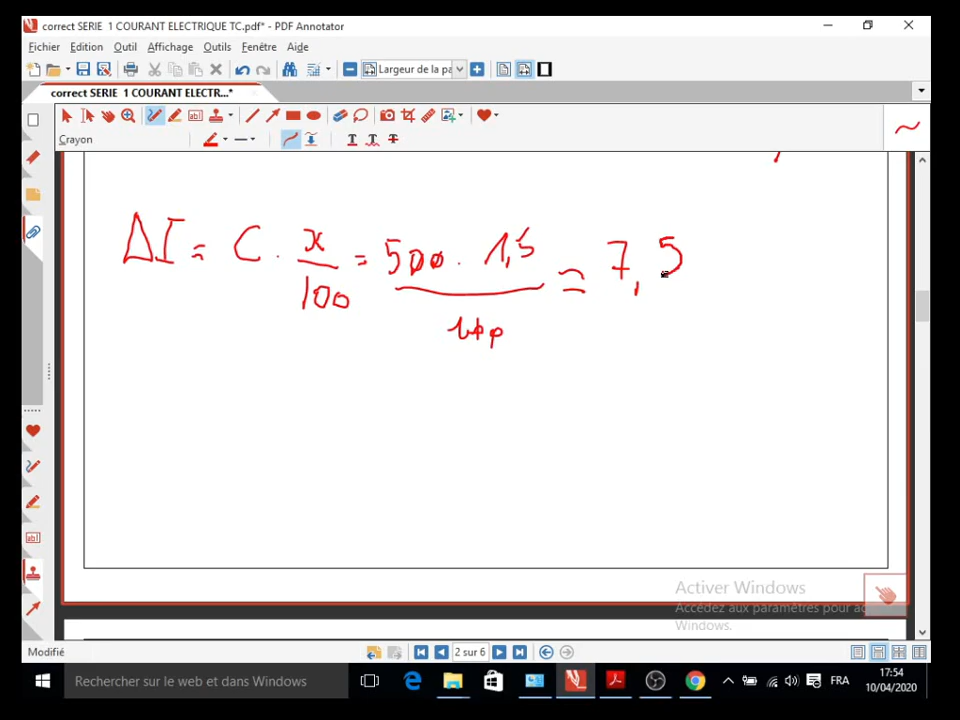 correct SERIE 1 COURANT ELECTRIQUE TC.pdf* - PDF Annotator
Fichier Edition Outil Affichage Outils Fenêtre Aide
Largeur de la pa
correct SERIE 1 COURANT ELECTR...*
Crayon
ΔI = C · x/100 = 500 · 1,5/100 = 7,5
Activer Windows
Accédez aux paramètres pour ac
Windows.
Modifié
2 sur 6
Rechercher sur le web et dans Windows
FRA
17:54
10/04/2020